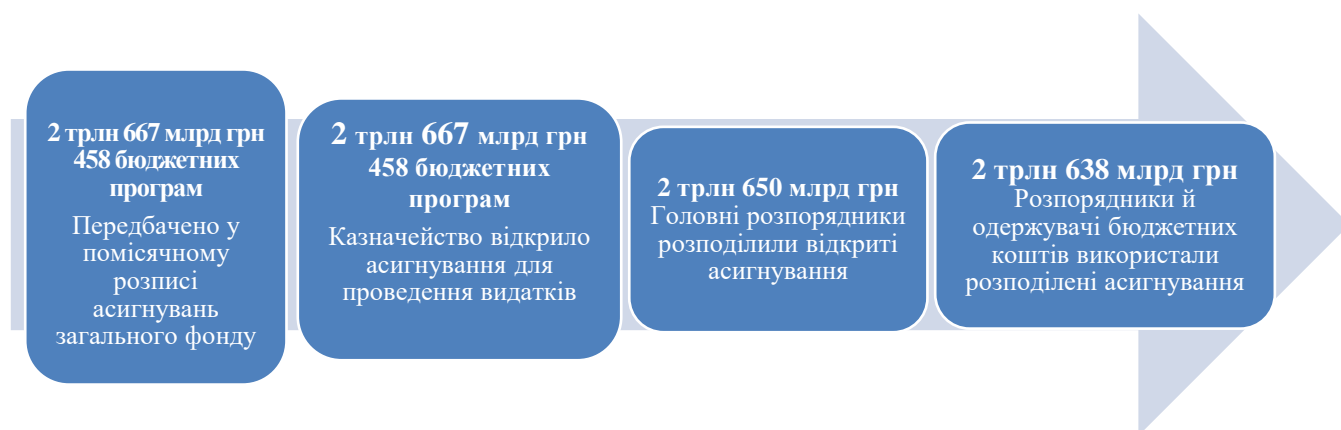 2 трлн 667 млрд грн
458 бюджетних
програм
Передбачено у
помісячному
розписі
асигнувань
загального фонду
2 трлн 667 млрд грн
458 бюджетних
програм
Казначейство відкрило
асигнування для
проведення видатків
2 трлн 650 млрд грн
Головні розпорядники
розподілили відкриті
асигнування
2 трлн 638 млрд грн
Розпорядники й
одержувачі бюджетних
коштів використали
розподілені асигнування